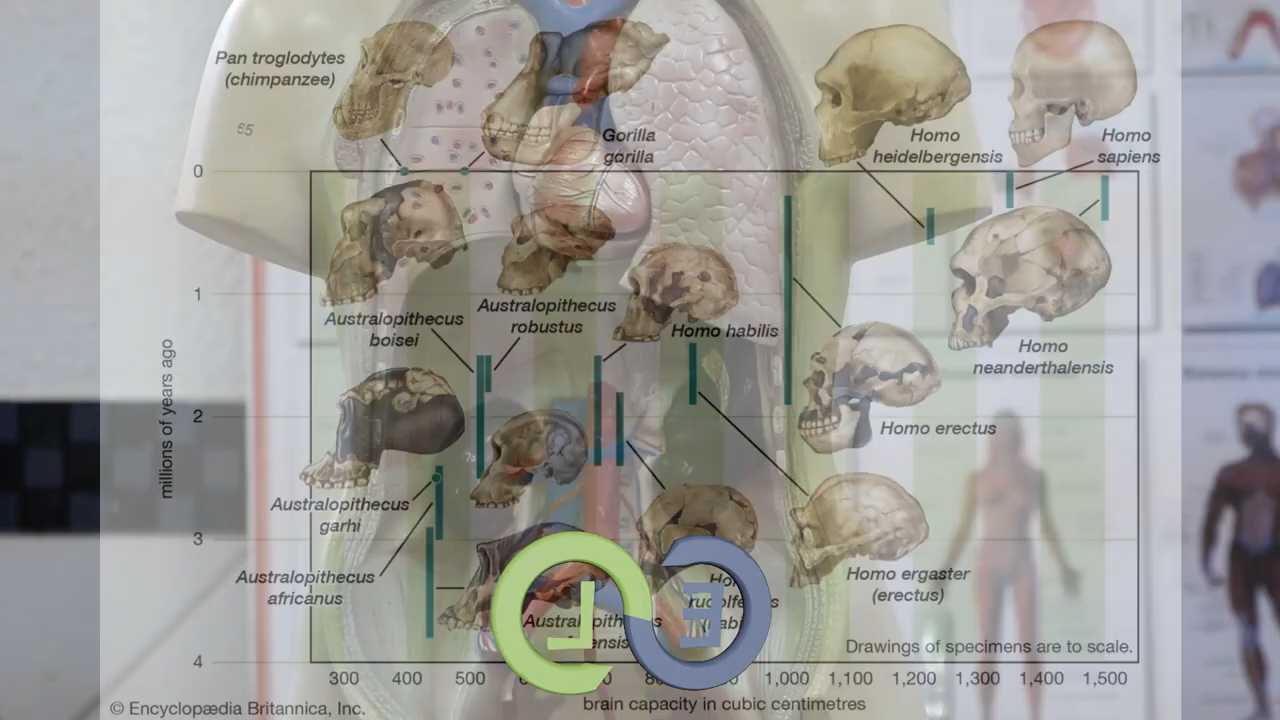 Pan troglodytes
(chimpanzee)
65
Gorilla
gorilla
Homo
heidelbergensis
Homo
sapiens
0
Australopithecus
boisei
Australopithecus
robustus
Homo habilis
Homo
neanderthalensis
1
millions of years ago
2
Homo erectus
Australopithecus
garhi
3
Australopithecus
africanus
Homo ergaster
(erectus)
Drawings of specimens are to scale.
4
300 400 500 1,000 1,100 1,200 1,300 1,400 1,500
brain capacity in cubic centimetres
© Encyclopædia Britannica, Inc.